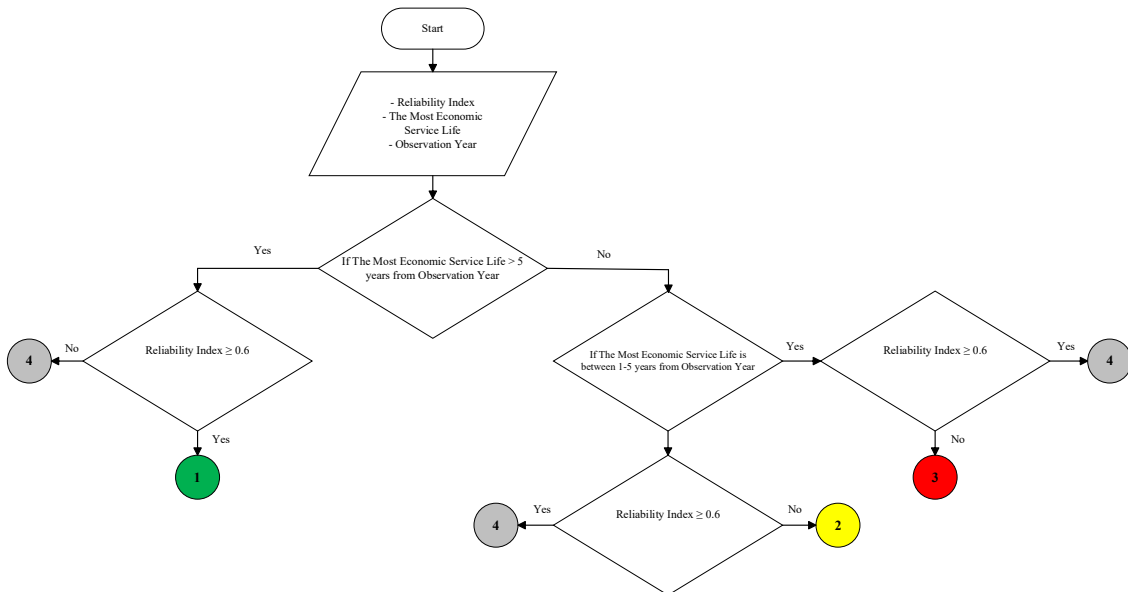 Start
- Reliability Index
- The Most Economic
Service Life
- Observation Year
Yes
If The Most Economic Service Life > 5
years from Observation Year
No
No
4
Reliability Index ≥ 0.6
Yes
1
If The Most Economic Service Life is
between 1-5 years from Observation Year
Yes
Reliability Index ≥ 0.6
Yes
4
No
3
Yes
4
Reliability Index ≥ 0.6
No
2